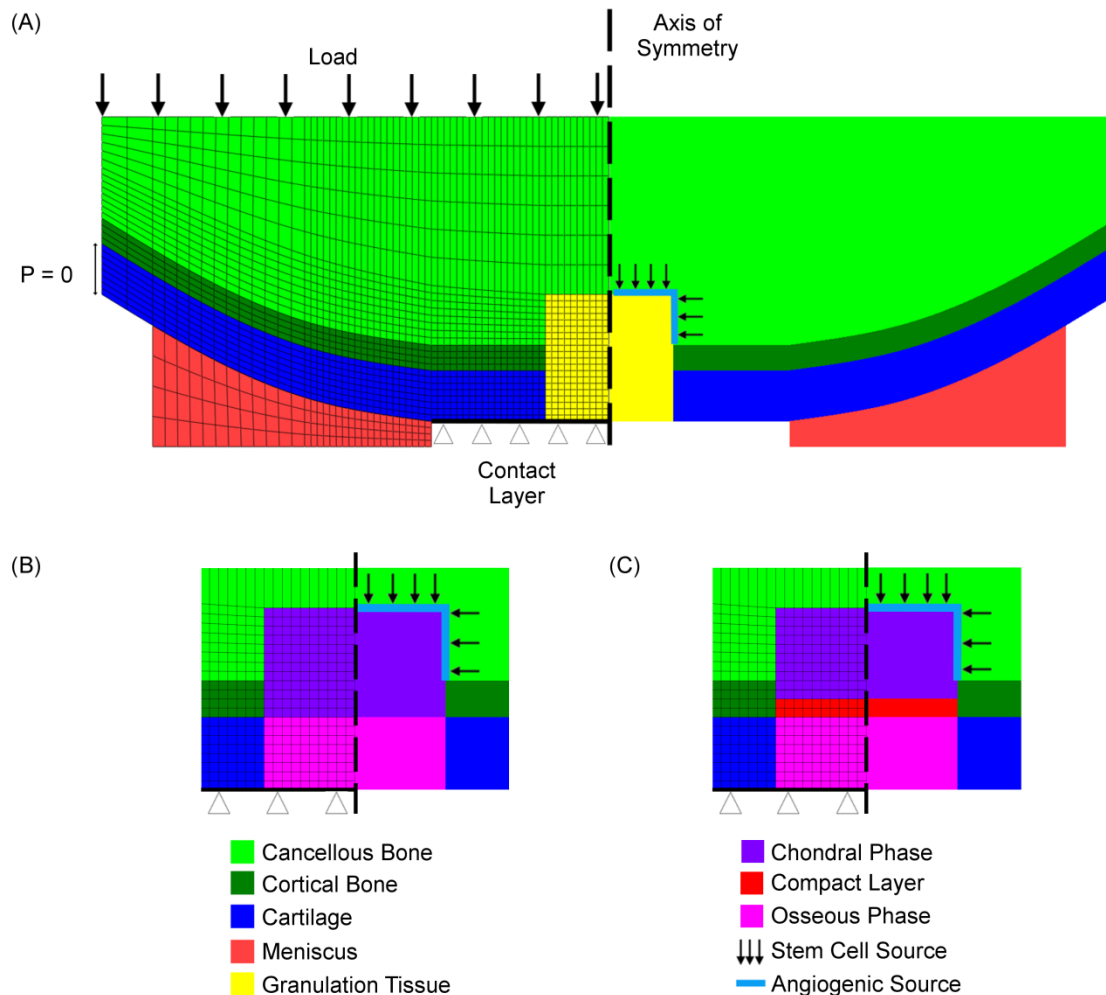 (A)
Load
Axis of
Symmetry
P = 0
Contact
Layer
(B)
(C)
Cancellous Bone
Cortical Bone
Cartilage
Meniscus
Granulation Tissue
Chondral Phase
Compact Layer
Osseous Phase
Stem Cell Source
Angiogenic Source